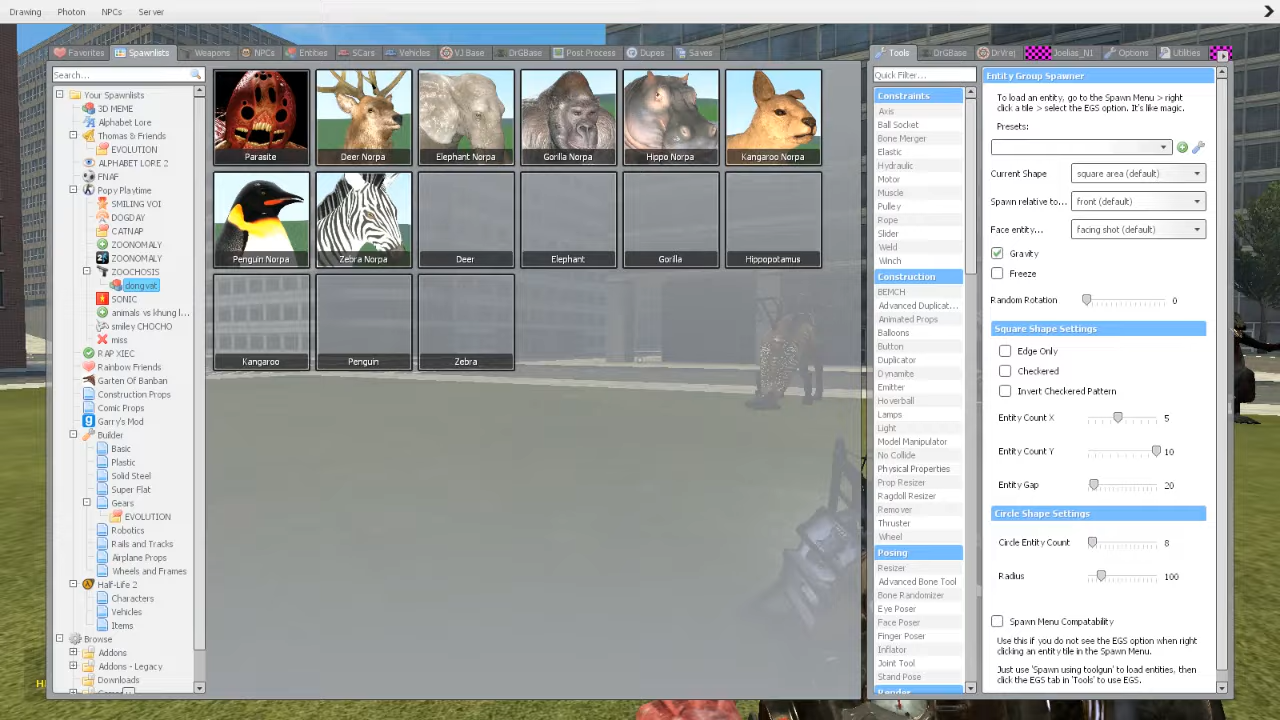 Drawing Photon NPCs Server
Favorites Spawnlists Weapons NPCs Entities SCars Vehicles VJ Base DrGBase Post Process Dupes Saves
Search...
Your Spawnlists
3D MEME
Alphabet Lore
Thomas & Friends
EVOLUTION
ALPHABET LORE 2
FNAF
Popy Playtime
SMILING VOI
DOGDAY
CATNAP
ZOONOMALY
ZOONOMALY
ZOOCHOSIS
dongvat
SONIC
animals vs khung l...
smiley CHOCHO
miss
RAP XIEC
Rainbow Friends
Garten Of Banban
Construction Props
Comic Props
Garry's Mod
Builder
Basic
Plastic
Solid Steel
Super Flat
Gears
EVOLUTION
Robotics
Rails and Tracks
Airplane Props
Wheels and Frames
Half-Life 2
Characters
Vehicles
Items
Browse
Addons
Addons - Legacy
Downloads
Parasite Deer Norpa Elephant Norpa Gorilla Norpa Hippo Norpa Kangaroo Norpa
Penguin Norpa Zebra Norpa Deer Elephant Gorilla Hippopotamus
Kangaroo Penguin Zebra
Tools DrGBase DrVrej Joelas_N1 Options Utilities
Quick Filter...
Constraints
Axis
Ball Socket
Bone Merger
Elastic
Hydraulic
Motor
Muscle
Pulley
Rope
Slider
Weld
Winch
Construction
BEMCH
Advanced Duplicat...
Animated Props
Balloons
Button
Duplicator
Dynamite
Emitter
Hoverball
Lamps
Light
Model Manipulator
No Collide
Physical Properties
Prop Resizer
Ragdoll Resizer
Remover
Thruster
Wheel
Posing
Resizer
Advanced Bone Tool
Bone Randomizer
Eye Poser
Face Poser
Finger Poser
Inflator
Joint Tool
Stand Pose
Render
Entity Group Spawner
To load an entity, go to the Spawn Menu > right
click a tile > select the EGS option. It's like magic.
Presets:
Current Shape square area (default)
Spawn relative to... front (default)
Face entity... facing shot (default)
Gravity
Freeze
Random Rotation 0
Square Shape Settings
Edge Only
Checkered
Invert Checkered Pattern
Entity Count X 5
Entity Count Y 10
Entity Gap 20
Circle Shape Settings
Circle Entity Count 8
Radius 100
Spawn Menu Compatability
Use this if you do not see the EGS option when right
clicking an entity tile in the Spawn Menu.
Just use 'Spawn using toolgun' to load entities, then
click the EGS tab in 'Tools' to use EGS.